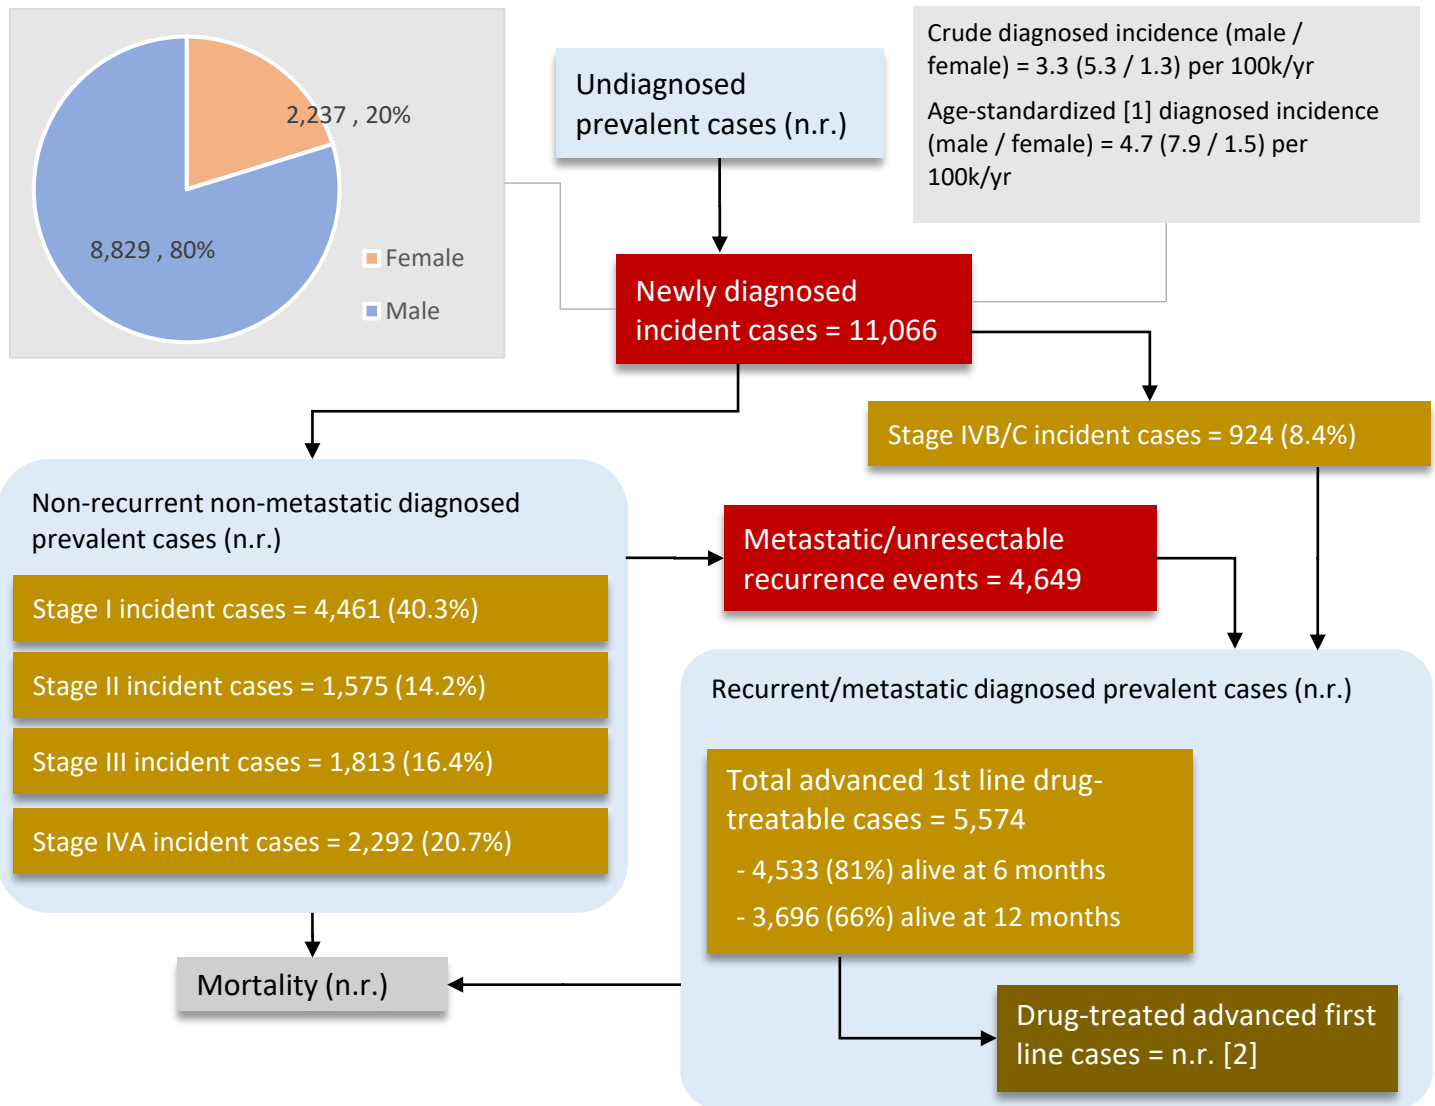 2,237 , 20%
8,829 , 80%
Female
Male
Undiagnosed
prevalent cases (n.r.)
Crude diagnosed incidence (male /
female) = 3.3 (5.3 / 1.3) per 100k/yr
Age-standardized [1] diagnosed incidence
(male / female) = 4.7 (7.9 / 1.5) per
100k/yr
Newly diagnosed
incident cases = 11,066
Stage IVB/C incident cases = 924 (8.4%)
Non-recurrent non-metastatic diagnosed
prevalent cases (n.r.)
Stage I incident cases = 4,461 (40.3%)
Stage II incident cases = 1,575 (14.2%)
Stage III incident cases = 1,813 (16.4%)
Stage IVA incident cases = 2,292 (20.7%)
Metastatic/unresectable
recurrence events = 4,649
Recurrent/metastatic diagnosed prevalent cases (n.r.)
Total advanced 1st line drug-
treatable cases = 5,574
- 4,533 (81%) alive at 6 months
- 3,696 (66%) alive at 12 months
Mortality (n.r.)
Drug-treated advanced first
line cases = n.r. [2]